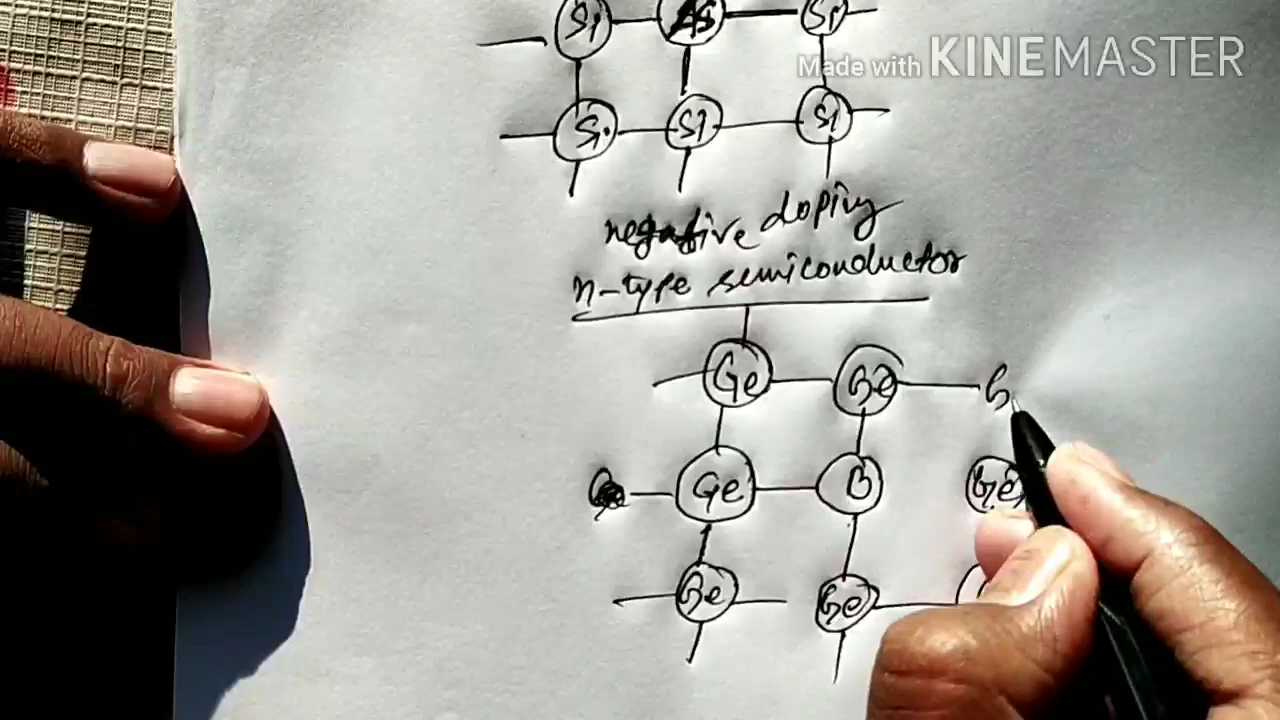 Si As Si
Made with KINEMASTER
Si Si Si
negative doping
n-type semiconductor
Ge Ge G
Ge B Ge
Ge Ge